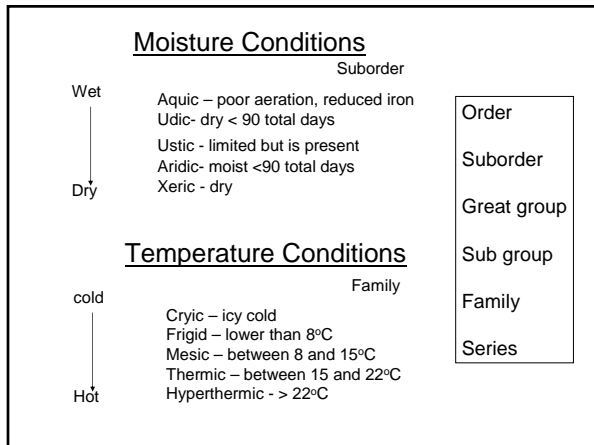 Moisture Conditions
Suborder
Wet
Aquic – poor aeration, reduced iron
Udic- dry < 90 total days
Ustic - limited but is present
Aridic- moist <90 total days
Xeric - dry
Dry
Temperature Conditions
Family
cold
Cryic – icy cold
Frigid – lower than 8ºC
Mesic – between 8 and 15ºC
Thermic – between 15 and 22ºC
Hyperthermic - > 22ºC
Hot
Order
Suborder
Great group
Sub group
Family
Series